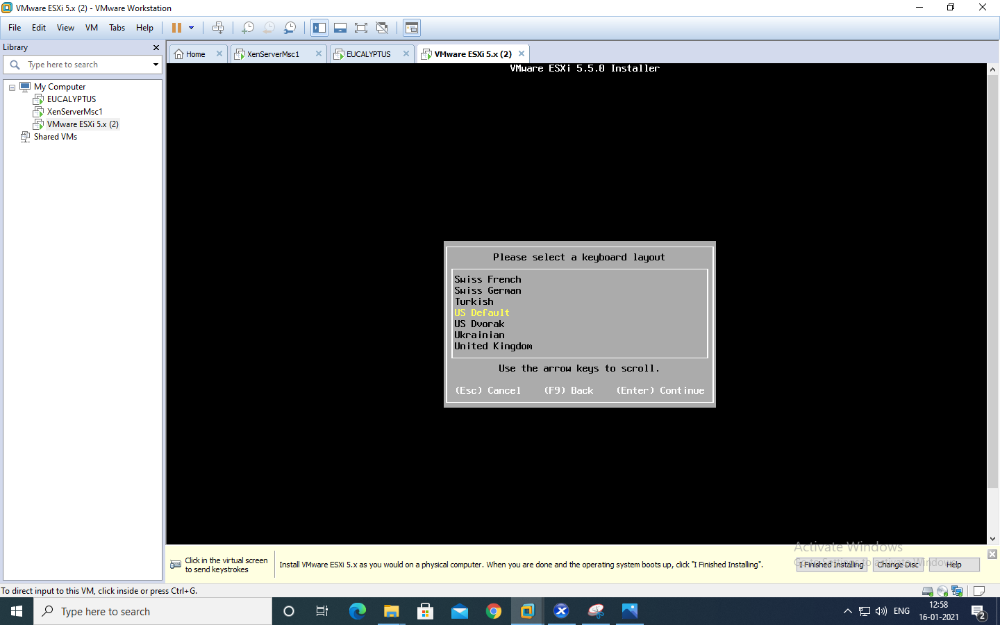 VMware ESXi 5.x (2) - VMware Workstation
File Edit View VM Tabs Help
Library
Type here to search
My Computer
EUCALYPTUS
XenServerMsc1
VMware ESXi 5.x (2)
Shared VMs
Home XenServerMsc1 EUCALYPTUS VMware ESXi 5.x (2)
VMware ESXi 5.5.0 Installer
Please select a keyboard layout
Swiss French
Swiss German
Turkish
US Default
US Dvorak
Ukrainian
United Kingdom
Use the arrow keys to scroll.
(Esc) Cancel (F9) Back (Enter) Continue
Activate Windows
Go to Settings to activate Windows.
Click in the virtual screen
to send keystrokes
Install VMware ESXi 5.x as you would on a physical computer. When you are done and the operating system boots up, click "I Finished Installing".
I Finished Installing Change Disc Help
To direct input to this VM, click inside or press Ctrl+G.
Type here to search
ENG
12:58
16-01-2021
2